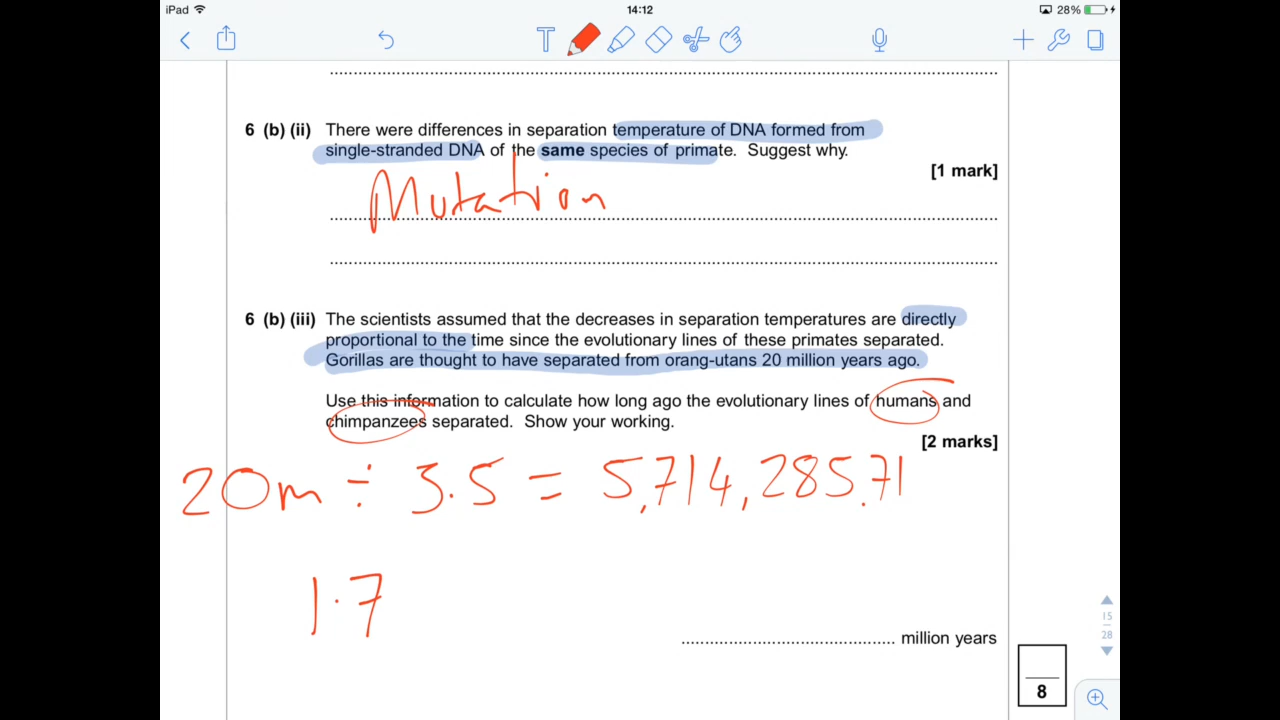 iPad 14:12 28%
6 (b) (ii) There were differences in separation temperature of DNA formed from
single-stranded DNA of the same species of primate. Suggest why.
[1 mark]
Mutation
6 (b) (iii) The scientists assumed that the decreases in separation temperatures are directly
proportional to the time since the evolutionary lines of these primates separated.
Gorillas are thought to have separated from orang-utans 20 million years ago.
Use this information to calculate how long ago the evolutionary lines of humans and
chimpanzees separated. Show your working.
[2 marks]
20m ÷ 3.5 = 5,714,285.71
1.7
million years
15
28
8